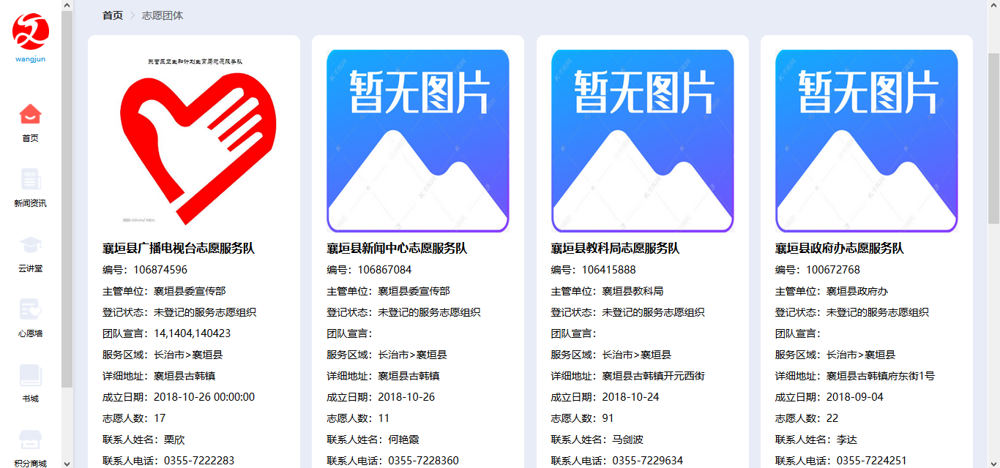 wangjun
首页
新闻资讯
云讲堂
心愿墙
书城
积分商城
首页 > 志愿团体
东营区卫生和计划生育局志愿服务队
襄垣县广播电视台志愿服务队
编号：106874596
主管单位：襄垣县委宣传部
登记状态：未登记的服务志愿组织
团队宣言：14,1404,140423
服务区域：长治市>襄垣县
详细地址：襄垣县古韩镇
成立日期：2018-10-26 00:00:00
志愿人数：17
联系人姓名：栗欣
联系人电话：0355-7222283
暂无图片
襄垣县新闻中心志愿服务队
编号：106867084
主管单位：襄垣县委宣传部
登记状态：未登记的服务志愿组织
团队宣言：
服务区域：长治市>襄垣县
详细地址：襄垣县古韩镇
成立日期：2018-10-26
志愿人数：11
联系人姓名：何艳霞
联系人电话：0355-7228360
暂无图片
襄垣县教科局志愿服务队
编号：106415888
主管单位：襄垣县教科局
登记状态：未登记的服务志愿组织
团队宣言：
服务区域：长治市>襄垣县
详细地址：襄垣县古韩镇开元西街
成立日期：2018-10-24
志愿人数：91
联系人姓名：马剑波
联系人电话：0355-7229634
暂无图片
襄垣县政府办志愿服务队
编号：100672768
主管单位：襄垣县政府办
登记状态：未登记的服务志愿组织
团队宣言：
服务区域：长治市>襄垣县
详细地址：襄垣县古韩镇府东街1号
成立日期：2018-09-04
志愿人数：22
联系人姓名：李达
联系人电话：0355-7224251